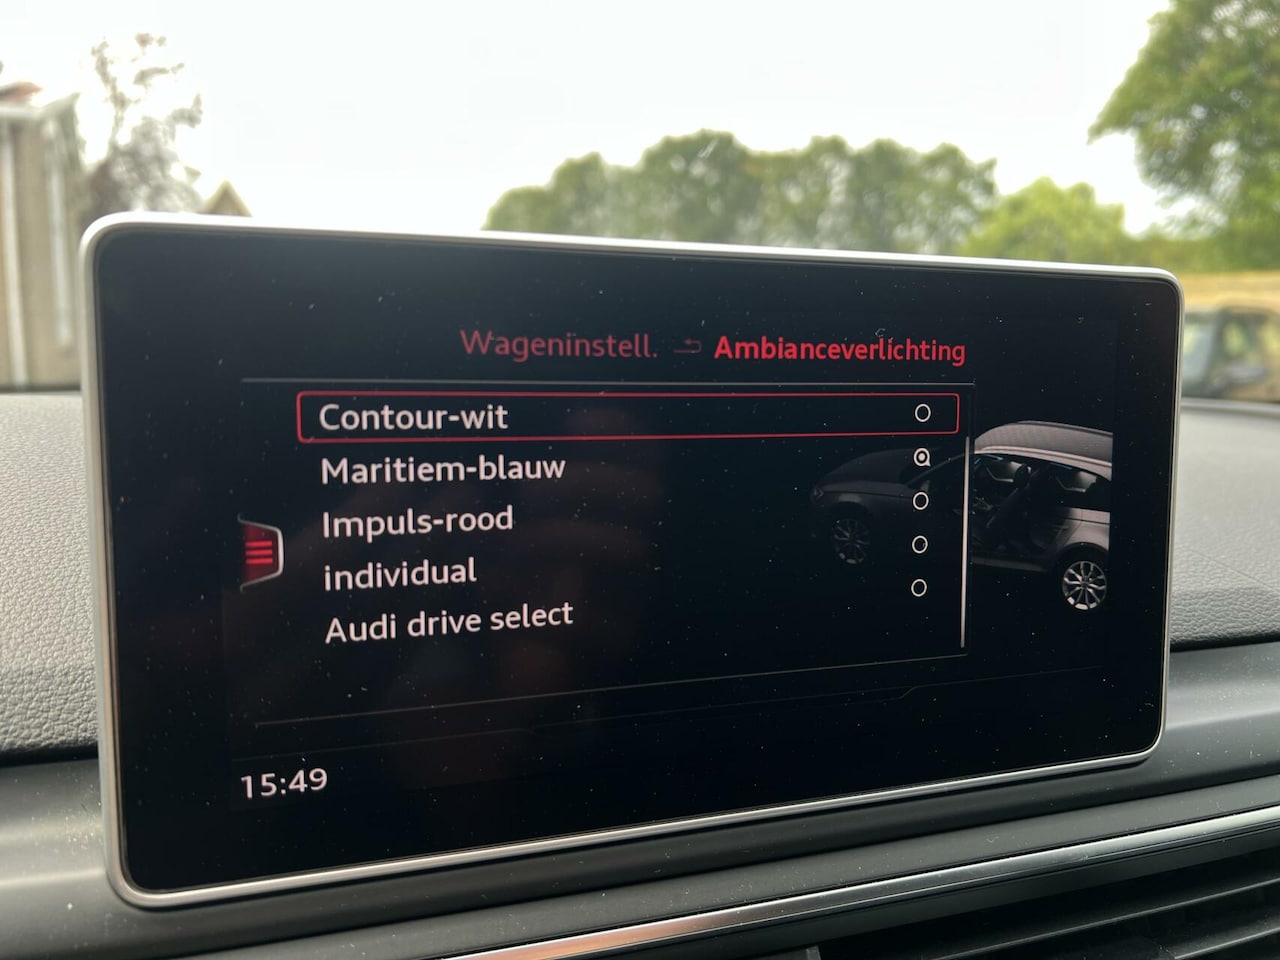 Wageninstell. Ambianceverlichting
Contour-wit
Maritiem-blauw
Impuls-rood
individual
Audi drive select
15:49